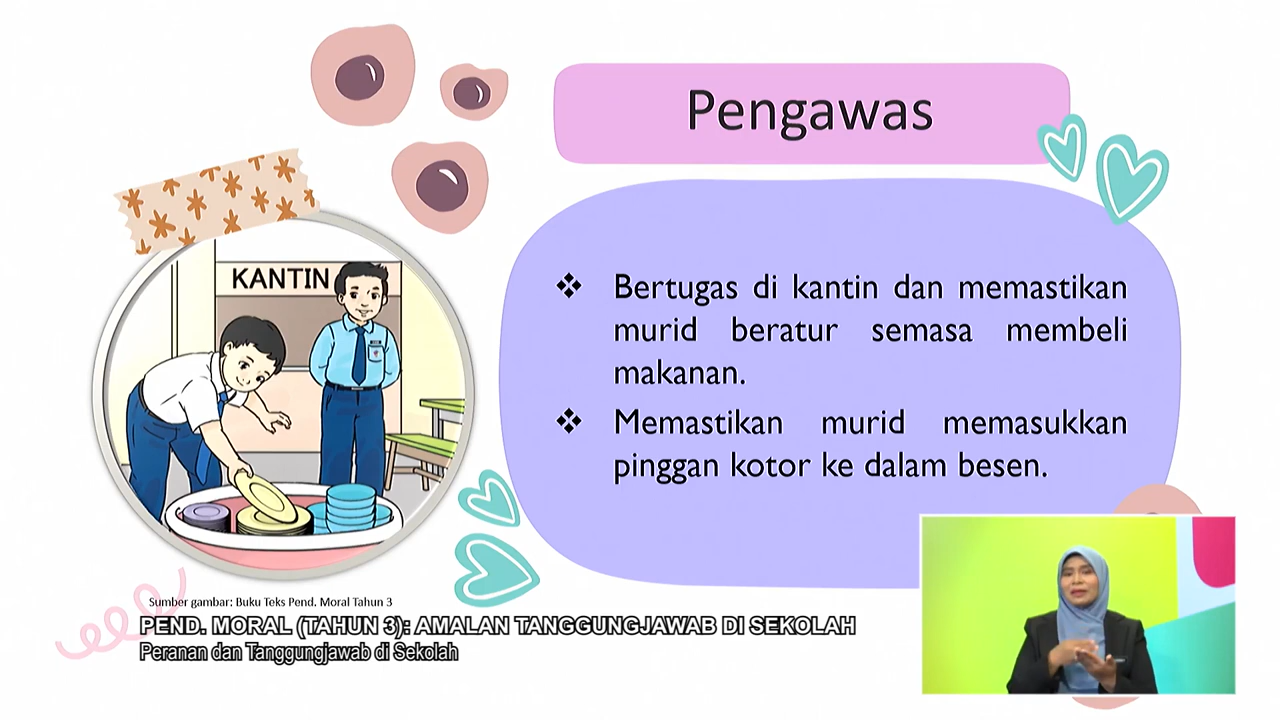 Pengawas
KANTIN
❖ Bertugas di kantin dan memastikan
murid beratur semasa membeli
makanan.
❖ Memastikan murid memasukkan
pinggan kotor ke dalam besen.
Sumber gambar: Buku Teks Pend. Moral Tahun 3
PEND. MORAL (TAHUN 3): AMALAN TANGGUNGJAWAB DI SEKOLAH
Peranan dan Tanggungjawab di Sekolah